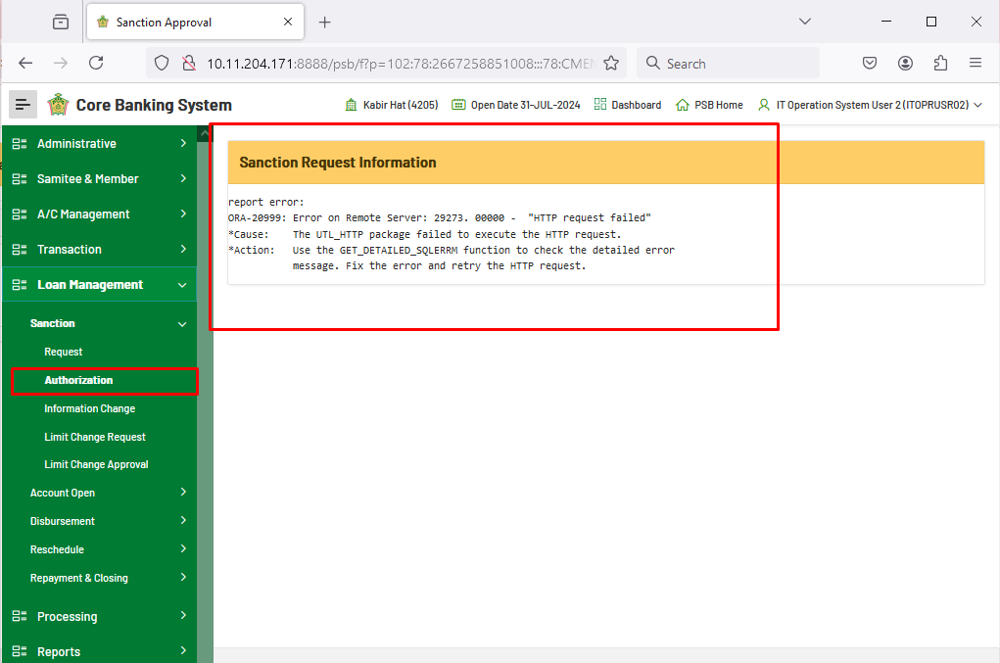 Sanction Approval
10.11.204.171:8888/psb/f?p=102:78:2667258851008:::78:CMEN
Search
Core Banking System
Kabir Hat (4205)
Open Date 31-JUL-2024
Dashboard
PSB Home
IT Operation System User 2 (ITOPRUSR02)
Administrative
Samitee & Member
A/C Management
Transaction
Loan Management
Sanction
Request
Authorization
Information Change
Limit Change Request
Limit Change Approval
Account Open
Disbursement
Reschedule
Repayment & Closing
Processing
Reports
Sanction Request Information
report error:
ORA-20999: Error on Remote Server: 29273. 00000 -  "HTTP request failed"
*Cause:    The UTL_HTTP package failed to execute the HTTP request.
*Action:   Use the GET_DETAILED_SQLERRM function to check the detailed error
message. Fix the error and retry the HTTP request.